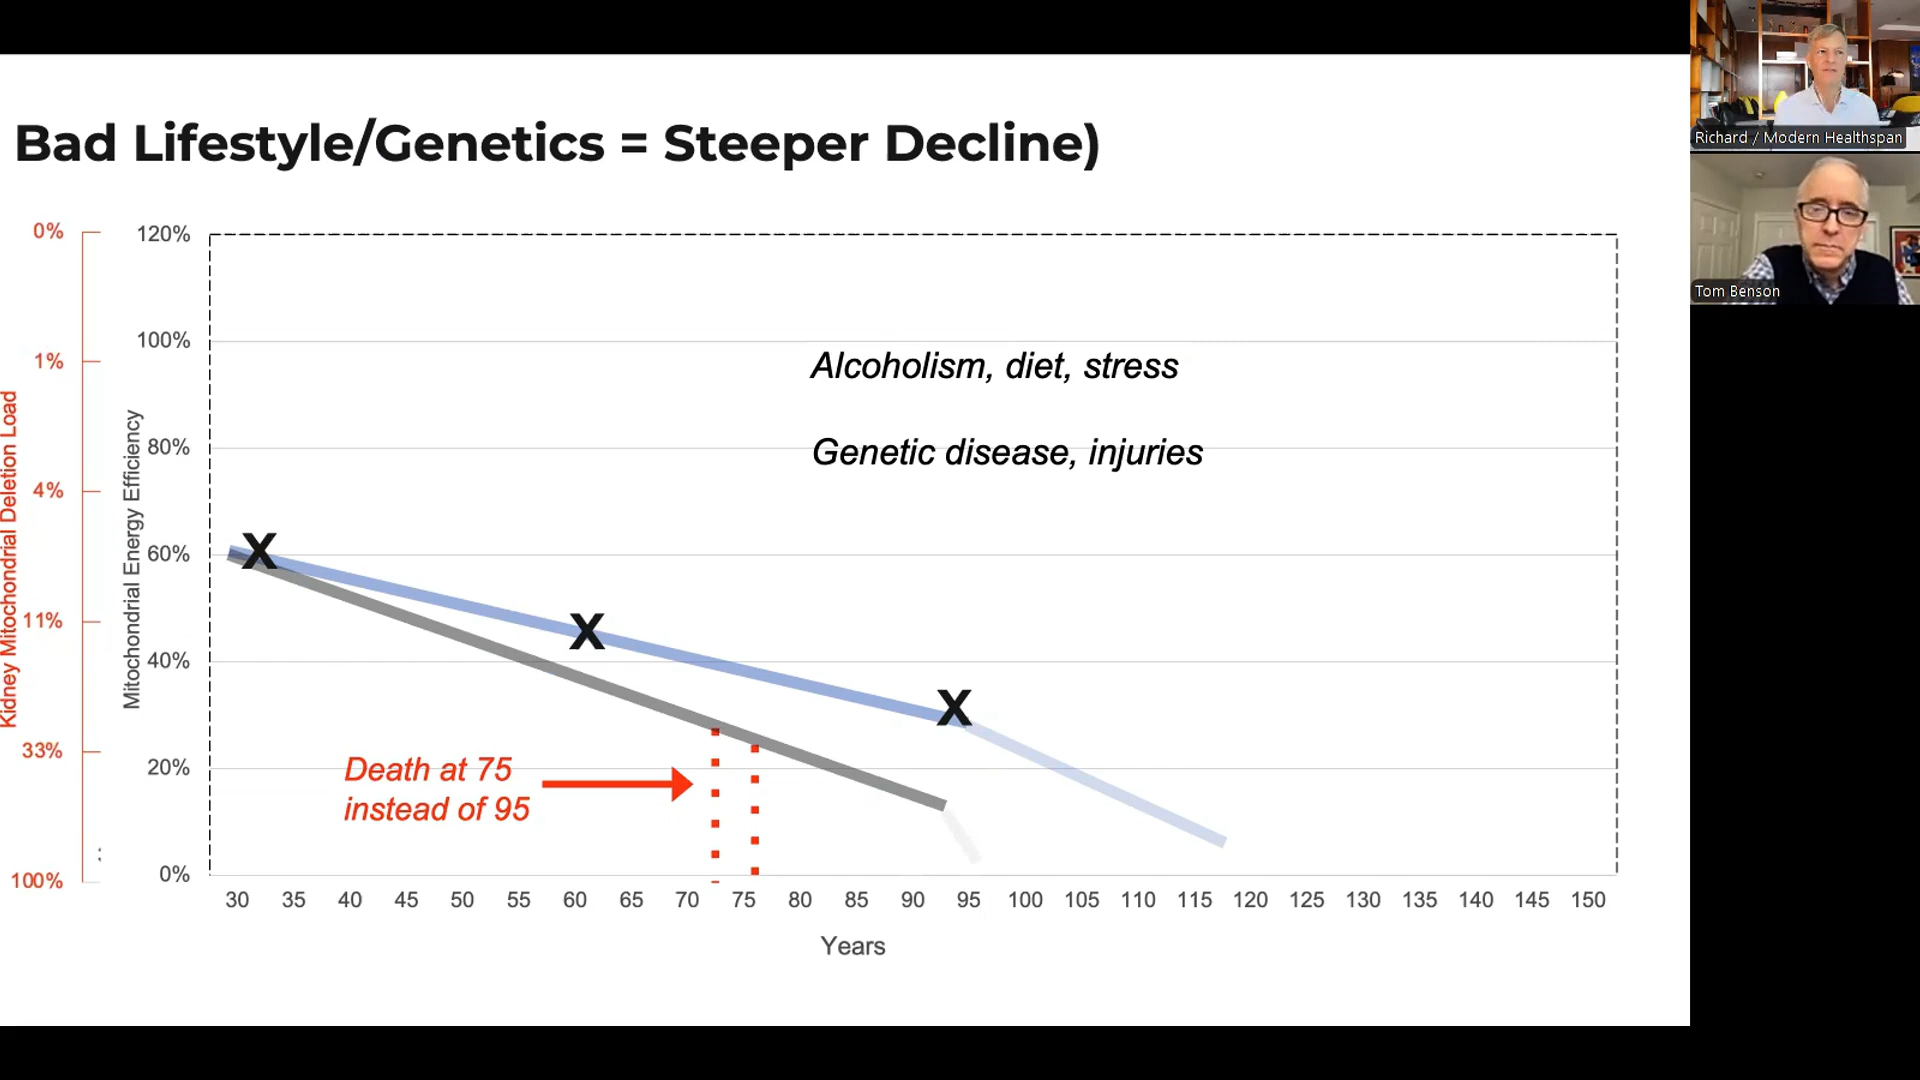 Bad Lifestyle/Genetics = Steeper Decline)
Richard / Modern Healthspan
Tom Benson
Kidney Mitochondrial Deletion Load
0%
1%
4%
11%
33%
100%
Mitochondrial Energy Efficiency
120%
100%
80%
60%
40%
20%
0%
Alcoholism, diet, stress
Genetic disease, injuries
X
X
X
Death at 75
instead of 95
30 35 40 45 50 55 60 65 70 75 80 85 90 95 100 105 110 115 120 125 130 135 140 145 150
Years